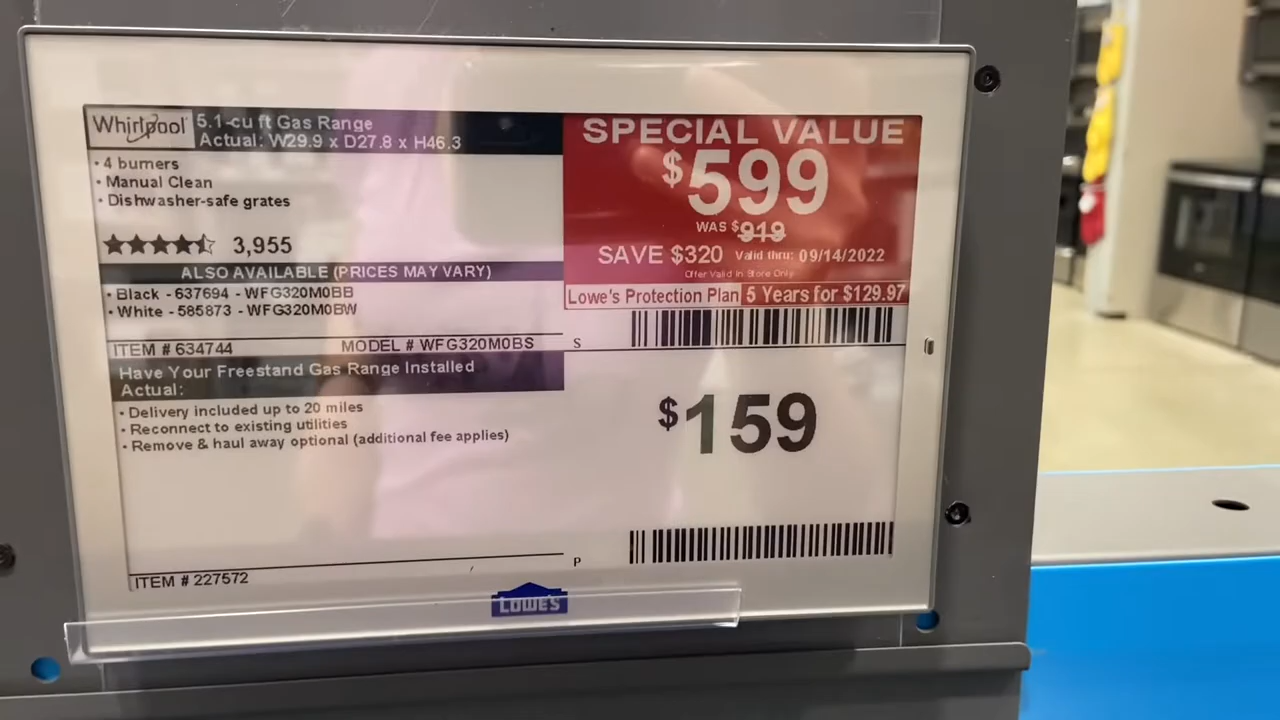 Whirlpool
5.1-cu ft Gas Range
Actual: W29.9 x D27.8 x H46.3
• 4 burners
• Manual Clean
• Dishwasher-safe grates
3,955
ALSO AVAILABLE (PRICES MAY VARY)
• Black - 637694 - WFG320M0BB
• White - 585873 - WFG320M0BW
ITEM # 634744 MODEL # WFG320M0BS
SPECIAL VALUE
$599
WAS $919
SAVE $320 Valid thru: 09/14/2022
Offer Valid In Store Only
Lowe's Protection Plan 5 Years for $129.97
S
Have Your Freestand Gas Range Installed
Actual:
• Delivery included up to 20 miles
• Reconnect to existing utilities
• Remove & haul away optional (additional fee applies)
$159
P
ITEM # 227572
LOWE'S